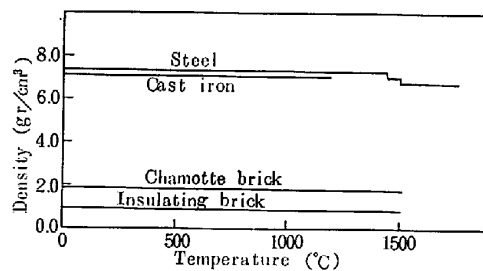 8.0
Steel
Cast iron
6.0
4.0
2.0
Chamotte brick
Insulating brick
0.0
0
500
1000
1500
Temperature (°C)
Density (gr/cm³)